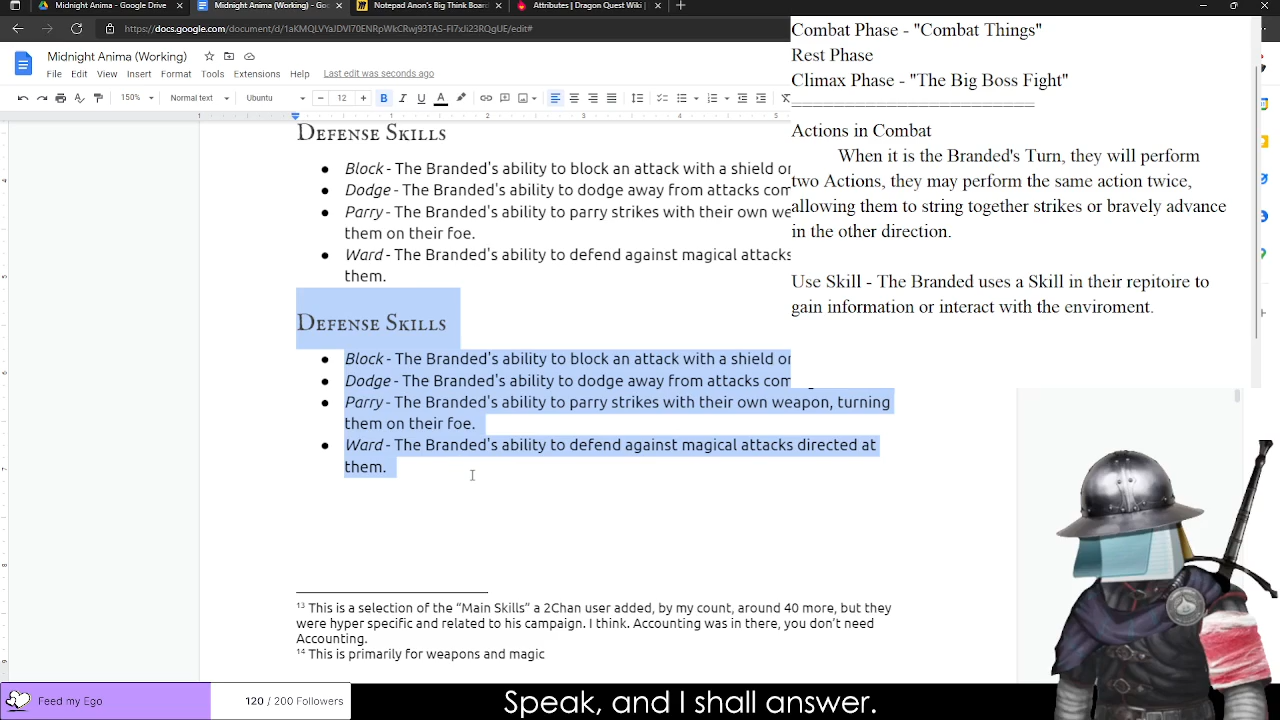 Midnight Anima - Google Drive
Midnight Anima (Working) - Goo
Notepad Anon's Big Think Board
Attributes | Dragon Quest Wiki
https://docs.google.com/document/d/1aKMQLVYaJDVl70ENRpWkCRwj93TAS-Fl7xJi23RQgUE/edit#
Midnight Anima (Working)
File Edit View Insert Format Tools Extensions Help Last edit was seconds ago
150% Normal text Ubuntu 12
1 1 2 3 4 5
Defense Skills
● Block - The Branded's ability to block an attack with a shield or
● Dodge - The Branded's ability to dodge away from attacks com
● Parry - The Branded's ability to parry strikes with their own we
them on their foe.
● Ward - The Branded's ability to defend against magical attacks
them.
Defense Skills
● Block - The Branded's ability to block an attack with a shield or
● Dodge - The Branded's ability to dodge away from attacks com
● Parry - The Branded's ability to parry strikes with their own weapon, turning
them on their foe.
● Ward - The Branded's ability to defend against magical attacks directed at
them.
13 This is a selection of the “Main Skills” a 2Chan user added, by my count, around 40 more, but they
were hyper specific and related to his campaign. I think. Accounting was in there, you don’t need
Accounting.
14 This is primarily for weapons and magic
Combat Phase - "Combat Things"
Rest Phase
Climax Phase - "The Big Boss Fight"
Actions in Combat
When it is the Branded's Turn, they will perform
two Actions, they may perform the same action twice,
allowing them to string together strikes or bravely advance
in the other direction.
Use Skill - The Branded uses a Skill in their repitoire to
gain information or interact with the enviroment.
Feed my Ego
120 / 200 Followers
Speak, and I shall answer.